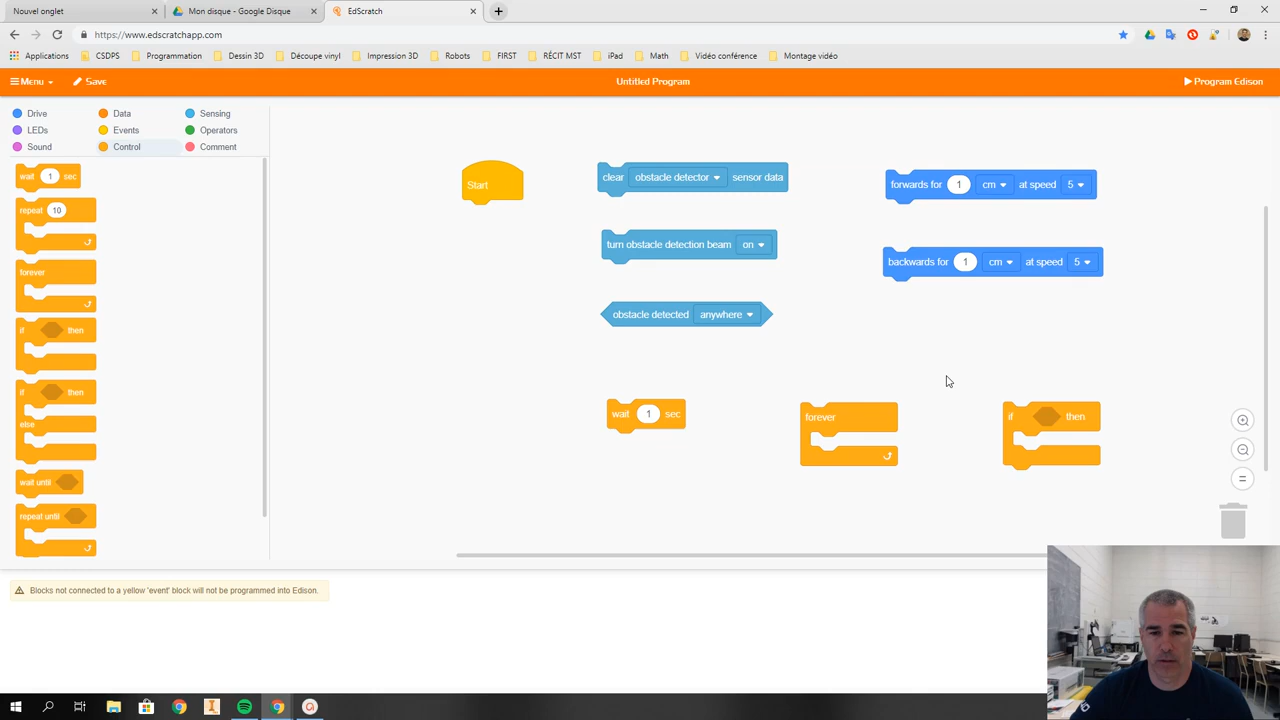 Nouvel onglet
Mon disque - Google Disque
EdScratch
https://www.edscratchapp.com
Applications CSDPS Programmation Dessin 3D Découpe vinyl Impression 3D Robots FIRST RÉCIT MST iPad Math Vidéo conférence Montage vidéo
Menu Save Untitled Program Program Edison
Drive Data Sensing
LEDs Events Operators
Sound Control Comment
wait 1 sec
repeat 10
forever
if then
if then
else
wait until
repeat until
Start
clear obstacle detector sensor data
turn obstacle detection beam on
obstacle detected anywhere
forwards for 1 cm at speed 5
backwards for 1 cm at speed 5
wait 1 sec
forever
if then
Blocks not connected to a yellow 'event' block will not be programmed into Edison.